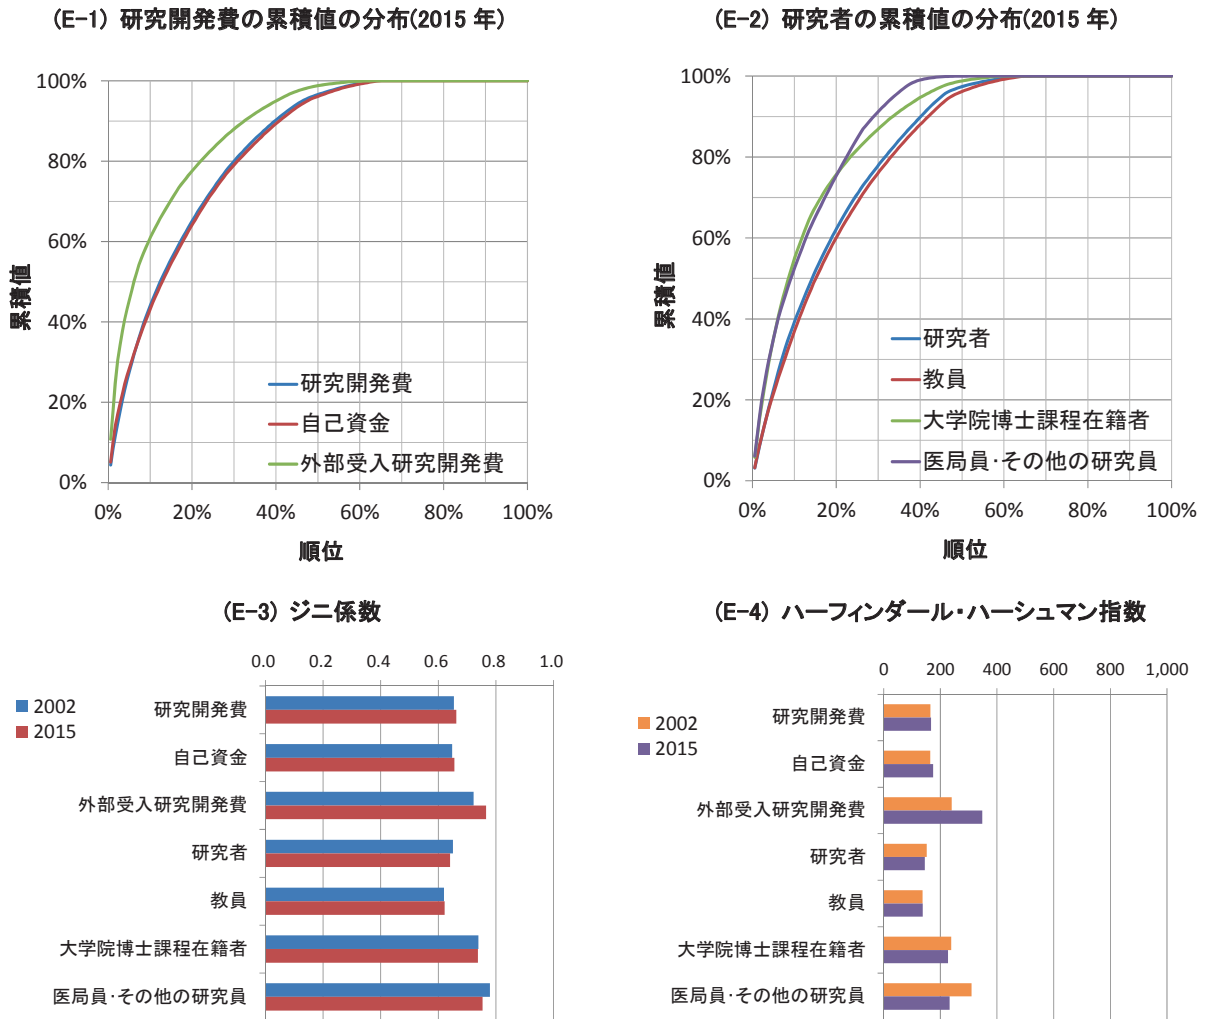 (E-1) 研究開発費の累積値の分布(2015 年)
100%
80%
60%
40%
20%
0%
累積値
研究開発費
自己資金
外部受入研究開発費
0% 20% 40% 60% 80% 100%
順位
(E-2) 研究者の累積値の分布(2015 年)
100%
80%
60%
40%
20%
0%
累積値
研究者
教員
大学院博士課程在籍者
医局員・その他の研究員
0% 20% 40% 60% 80% 100%
順位
(E-3) ジニ係数
0.0 0.2 0.4 0.6 0.8 1.0
2002
2015
研究開発費
自己資金
外部受入研究開発費
研究者
教員
大学院博士課程在籍者
医局員・その他の研究員
(E-4) ハーフィンダール・ハーシュマン指数
0 200 400 600 800 1,000
2002
2015
研究開発費
自己資金
外部受入研究開発費
研究者
教員
大学院博士課程在籍者
医局員・その他の研究員